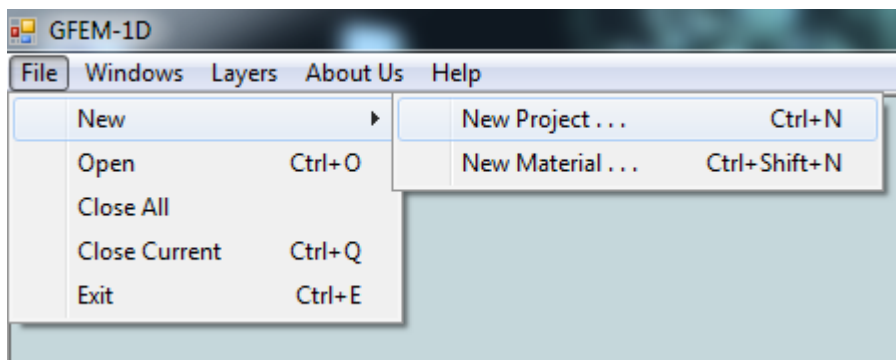 GFEM-1D
File Windows Layers About Us Help
New New Project . . . Ctrl+N
Open Ctrl+O New Material . . . Ctrl+Shift+N
Close All
Close Current Ctrl+Q
Exit Ctrl+E